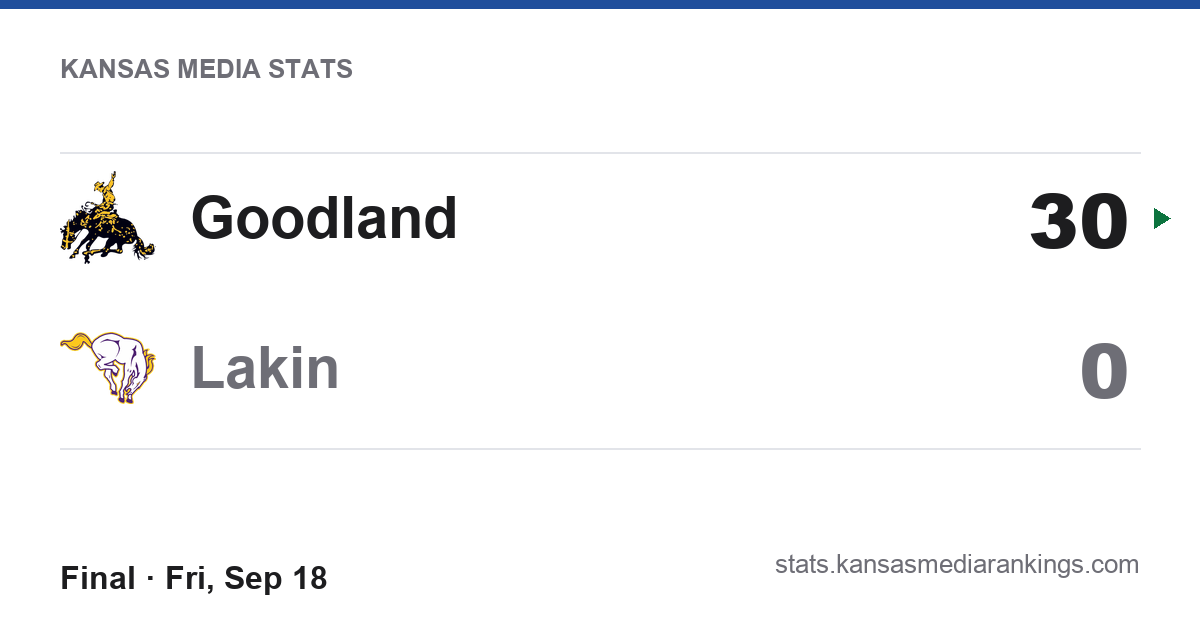 KANSAS MEDIA STATS
Goodland 30
Lakin 0
Final · Fri, Sep 18
stats.kansasmediarankings.com